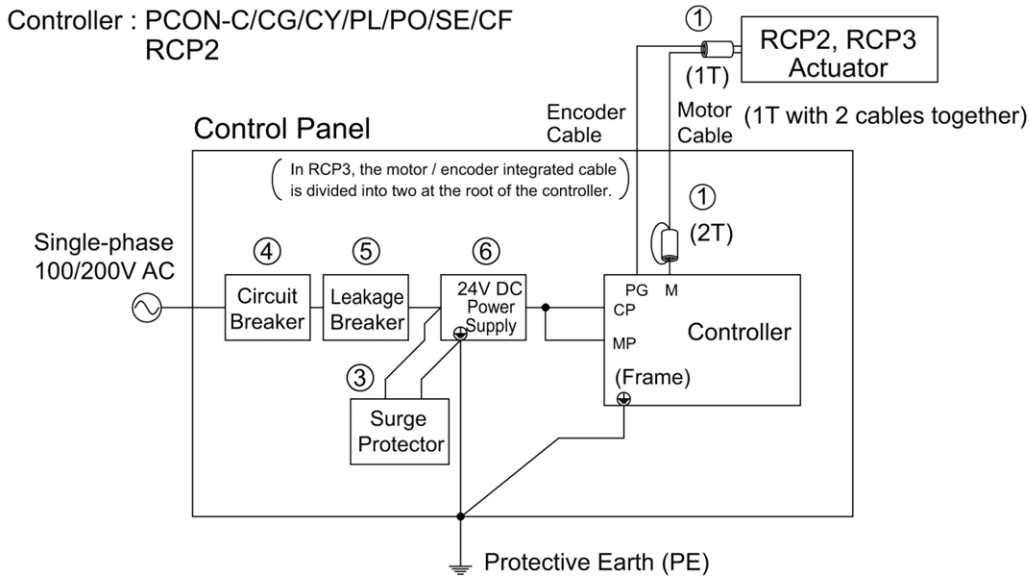 Controller : PCON-C/CG/CY/PL/PO/SE/CF
RCP2
①
(1T)
RCP2, RCP3
Actuator
Encoder
Cable
Motor
Cable
(1T with 2 cables together)
Control Panel
In RCP3, the motor / encoder integrated cable
is divided into two at the root of the controller.
①
(2T)
Single-phase
100/200V AC
④
Circuit
Breaker
⑤
Leakage
Breaker
⑥
24V DC
Power
Supply
PG M
CP
MP
Controller
(Frame)
③
Surge
Protector
Protective Earth (PE)